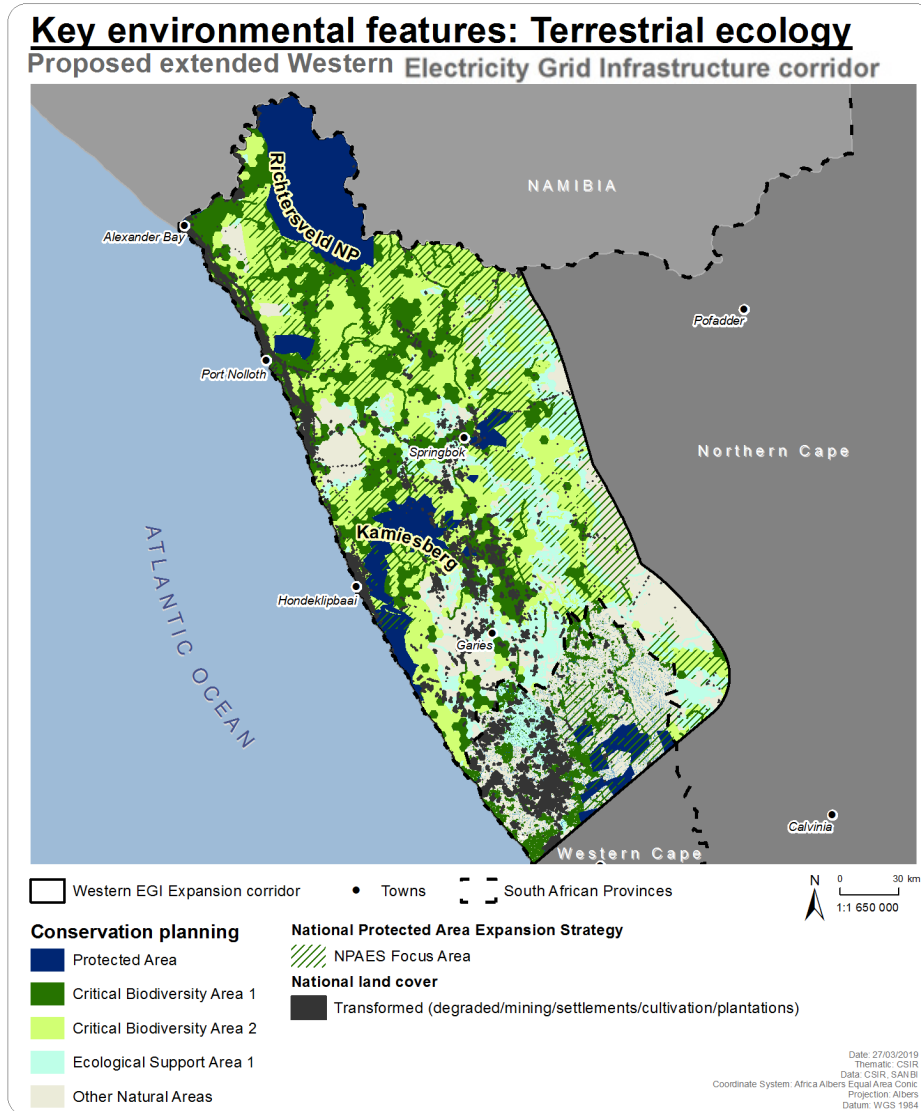 Key environmental features: Terrestrial ecology
Proposed extended Western Electricity Grid Infrastructure corridor
NAMIBIA
Richtersveld NP
Alexander Bay
Pofadder
Port Nolloth
Springbok
Northern Cape
Kamiesberg
ATLANTIC OCEAN
Hondeklipbaai
Garies
Calvinia
Western Cape
Western EGI Expansion corridor
Towns
South African Provinces
N
0 30 km
1:1 650 000
Conservation planning
Protected Area
Critical Biodiversity Area 1
Critical Biodiversity Area 2
Ecological Support Area 1
Other Natural Areas
National Protected Area Expansion Strategy
NPAES Focus Area
National land cover
Transformed (degraded/mining/settlements/cultivation/plantations)
Date: 27/03/2019
Thematic: CSIR
Data: CSIR, SANBI
Coordinate System: Africa Albers Equal Area Conic
Projection: Albers
Datum: WGS 1984